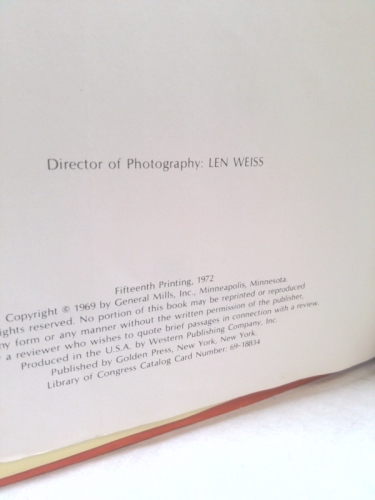 Director of Photography: LEN WEISS
Fifteenth Printing, 1972
Copyright © 1969 by General Mills, Inc., Minneapolis, Minnesota.
rights reserved. No portion of this book may be reprinted or reproduced
any form or any manner without the written permission of the publisher,
a reviewer who wishes to quote brief passages in connection with a review.
Produced in the U.S.A. by Western Publishing Company, Inc.
Published by Golden Press, New York, New York.
Library of Congress Catalog Card Number: 69-18834